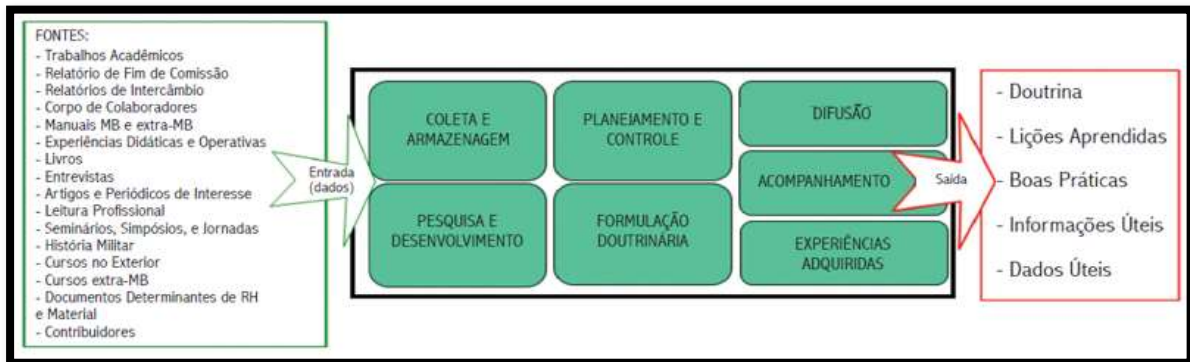 FONTES:
- Trabalhos Acadêmicos
- Relatório de Fim de Comissão
- Relatórios de Intercâmbio
- Corpo de Colaboradores
- Manuais MB e extra-MB
- Experiências Didáticas e Operativas
- Livros
- Entrevistas
- Artigos e Periódicos de Interesse
- Leitura Profissional
- Seminários, Simpósios, e Jornadas
- História Militar
- Cursos no Exterior
- Cursos extra-MB
- Documentos Determinantes de RH
e Material
- Contribuidores
Entrada
(dados)
COLETA E
ARMAZENAGEM
PLANEJAMENTO E
CONTROLE
DIFUSÃO
ACOMPANHAMENTO
PESQUISA E
DESENVOLVIMENTO
FORMULAÇÃO
DOUTRINÁRIA
EXPERIÊNCIAS
ADQUIRIDAS
Saída
- Doutrina
- Lições Aprendidas
- Boas Práticas
- Informações Úteis
- Dados Úteis